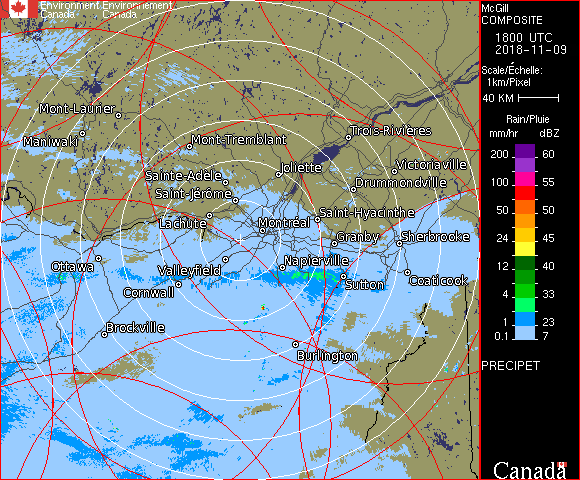 Environment Environnement
Canada Canada
McGill
COMPOSITE
1800 UTC
2018-11-09
Scale/Échelle:
1km/Pixel
40 KM
Rain/Pluie
mm/hr dBZ
200 60
100 55
50 50
24 45
12 40
4 33
1 23
0.1 7
PRECIPET
Canada
Mont-Laurier
Maniwaki
Mont-Tremblant
Trois-Rivières
Joliette
Victoriaville
Sainte-Adèle
Drummondville
Saint-Jérôme
Lachute
Saint-Hyacinthe
Montréal
Granby
Sherbrooke
Ottawa
Valleyfield
Napierville
Coaticook
Cornwall
Sutton
Brockville
Burlington